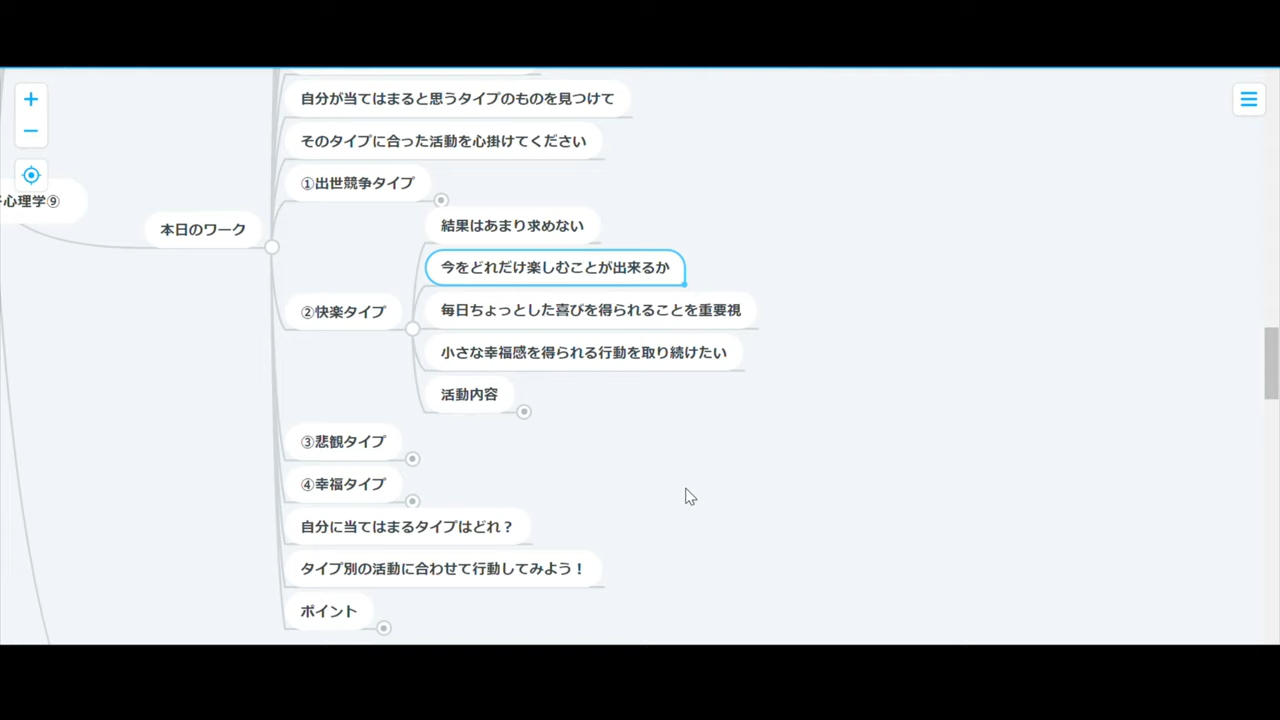 自分が当てはまると思うタイプのものを見つけて
そのタイプに合った活動を心掛けてください
①出世競争タイプ
心理学⑨
本日のワーク
結果はあまり求めない
今をどれだけ楽しむことが出来るか
②快楽タイプ
毎日ちょっとした喜びを得られることを重要視
小さな幸福感を得られる行動を取り続けたい
活動内容
③悲観タイプ
④幸福タイプ
自分に当てはまるタイプはどれ？
タイプ別の活動に合わせて行動してみよう！
ポイント